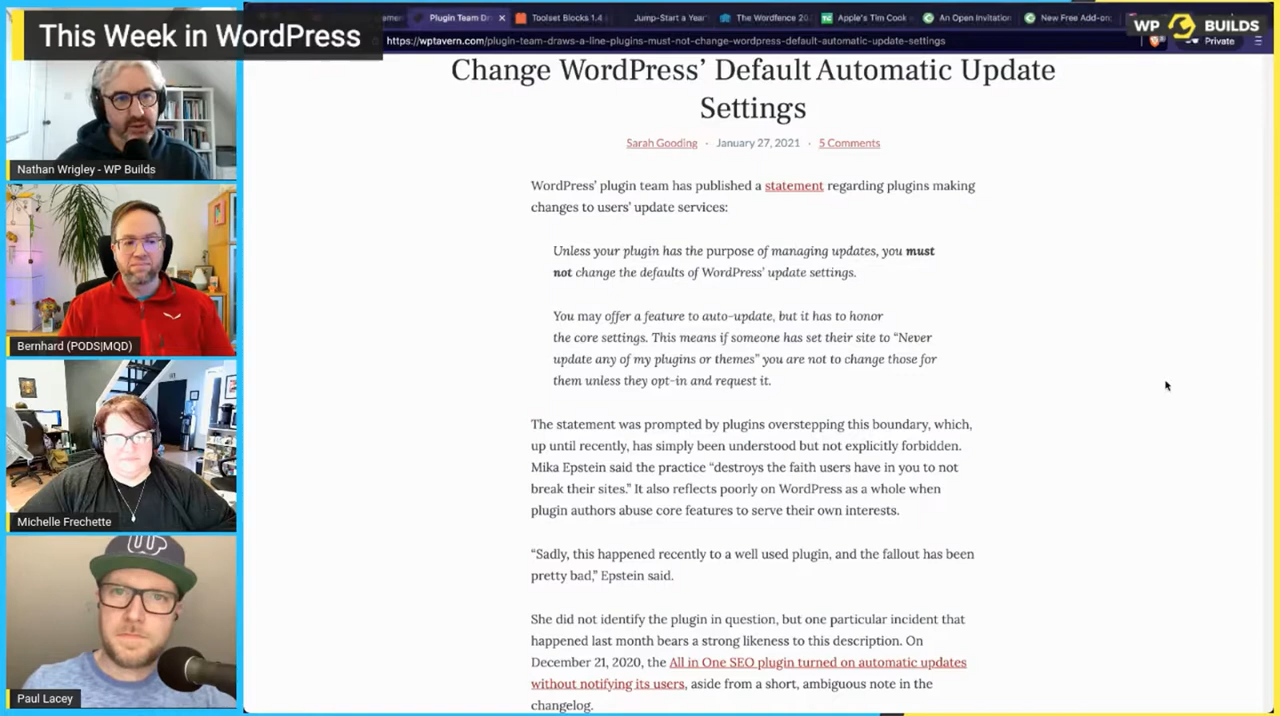 This Week in WordPress
Plugin Team Dr
Toolset Blocks 1.4
Jump-Start a Year
The Wordfence 20
Apple's Tim Cook
An Open Invitation
New Free Add-on:
https://wptavern.com/plugin-team-draws-a-line-plugins-must-not-change-wordpress-default-automatic-update-settings
Private
WP BUILDS
Change WordPress’ Default Automatic Update
Settings
Sarah Gooding · January 27, 2021 · 5 Comments
WordPress’ plugin team has published a statement regarding plugins making
changes to users’ update services:
Unless your plugin has the purpose of managing updates, you must
not change the defaults of WordPress’ update settings.
You may offer a feature to auto-update, but it has to honor
the core settings. This means if someone has set their site to “Never
update any of my plugins or themes” you are not to change those for
them unless they opt-in and request it.
The statement was prompted by plugins overstepping this boundary, which,
up until recently, has simply been understood but not explicitly forbidden.
Mika Epstein said the practice “destroys the faith users have in you to not
break their sites.” It also reflects poorly on WordPress as a whole when
plugin authors abuse core features to serve their own interests.
“Sadly, this happened recently to a well used plugin, and the fallout has been
pretty bad,” Epstein said.
She did not identify the plugin in question, but one particular incident that
happened last month bears a strong likeness to this description. On
December 21, 2020, the All in One SEO plugin turned on automatic updates
without notifying its users, aside from a short, ambiguous note in the
changelog.
Nathan Wrigley - WP Builds
Bernhard (PODS|MQD)
Michelle Frechette
Paul Lacey